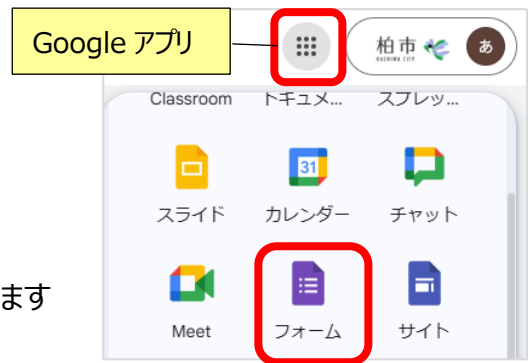 Google アプリ
柏市
KASHIWA CITY
あ
Classroom
ドキュメ...
スプレッ...
31
スライド
カレンダー
チャット
ます
Meet
フォーム
サイト